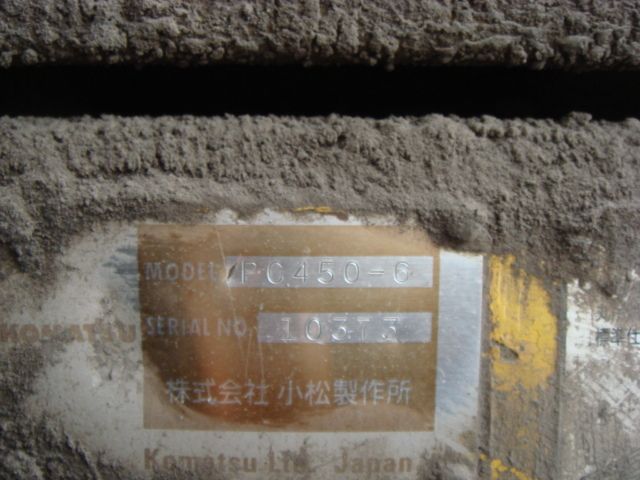 MODEL PC450-6
KOMATSU SERIAL NO. 10373
株式会社 小松製作所
Komatsu Ltd. Japan